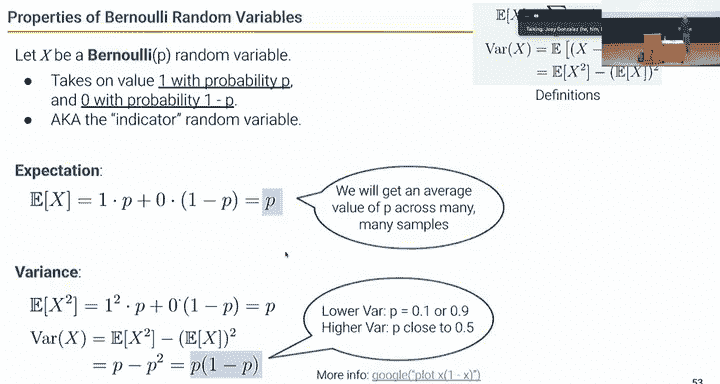 Properties of Bernoulli Random Variables
Let X be a Bernoulli(p) random variable.
● Takes on value 1 with probability p,
and 0 with probability 1 - p.
● AKA the “indicator” random variable.
𝔼[X
Var(X) = 𝔼 [(X −
= 𝔼[X²] − (𝔼[X])²
Definitions
Expectation:
𝔼[X] = 1 · p + 0 · (1 − p) = p
We will get an average
value of p across many,
many samples
Variance:
𝔼[X²] = 1² · p + 0 · (1 − p) = p
Var(X) = 𝔼[X²] − (𝔼[X])²
= p − p² = p(1 − p)
Lower Var: p = 0.1 or 0.9
Higher Var: p close to 0.5
More info: google("plot x(1 - x)")
53